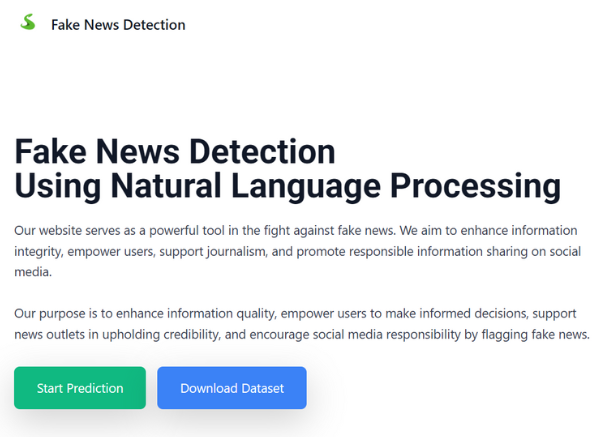 Fake News Detection
Fake News Detection
Using Natural Language Processing
Our website serves as a powerful tool in the fight against fake news. We aim to enhance information
integrity, empower users, support journalism, and promote responsible information sharing on social
media.
Our purpose is to enhance information quality, empower users to make informed decisions, support
news outlets in upholding credibility, and encourage social media responsibility by flagging fake news.
Start Prediction
Download Dataset